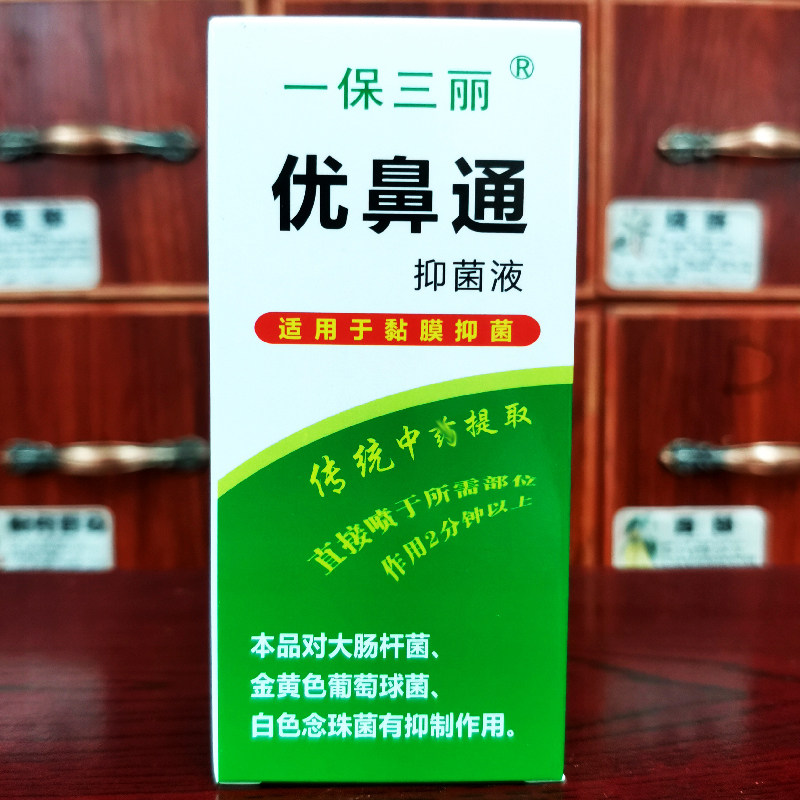 一保三丽®
优鼻通
抑菌液
适用于黏膜抑菌
传统中药提取
直接喷于所需部位
作用2分钟以上
本品对大肠杆菌、
金黄色葡萄球菌、
白色念珠菌有抑制作用。